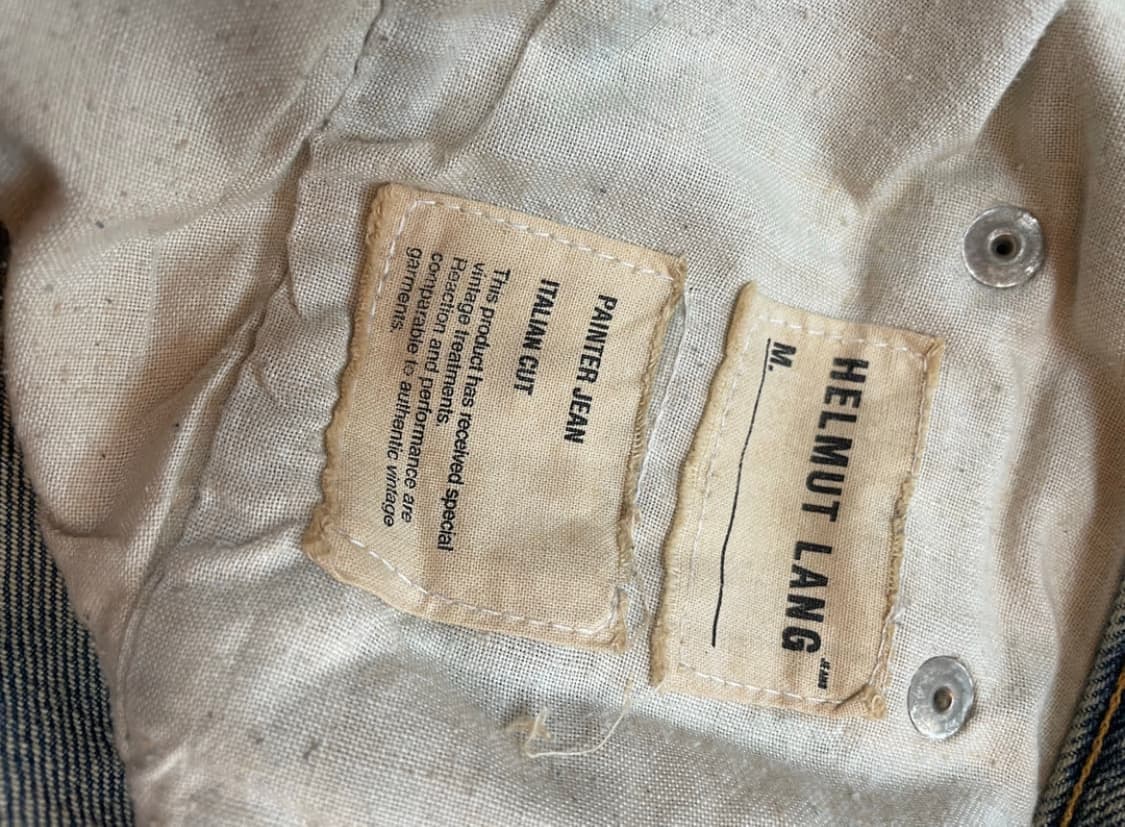 HELMUT LANG JEANS
M.
PAINTER JEAN
ITALIAN CUT
This product has received special
vintage treatments.
Reaction and performance are
comparable to authentic vintage
garments.